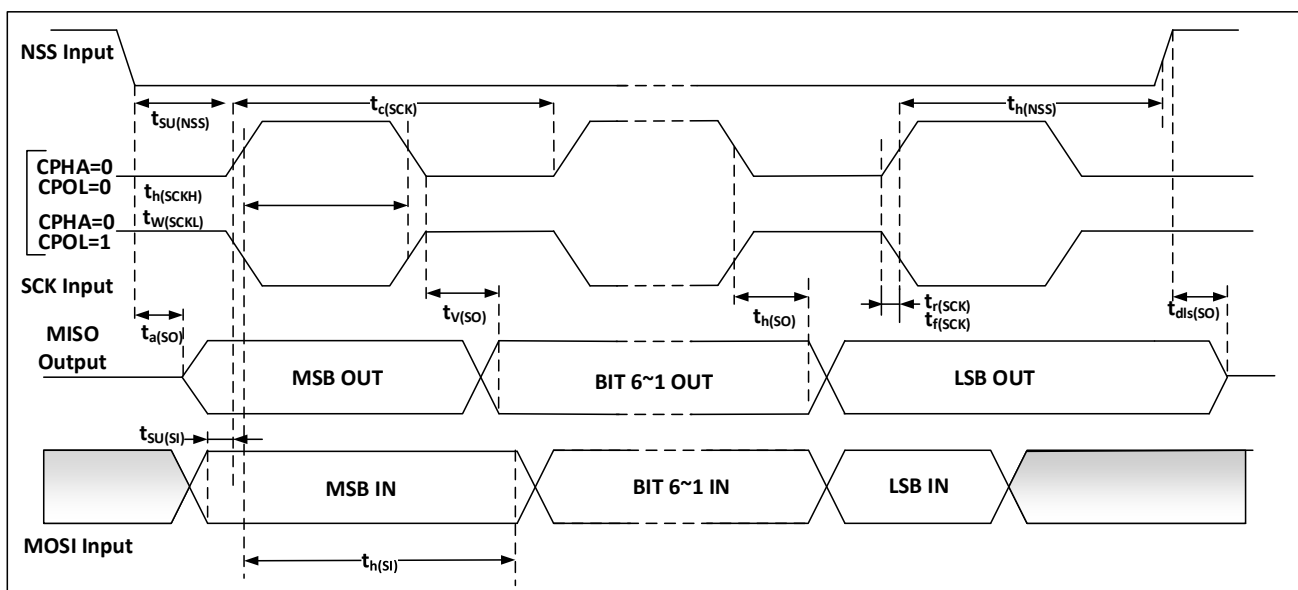 NSS Input
tSU(NSS)
tc(SCK)
th(NSS)
CPHA=0
CPOL=0
th(SCKH)
CPHA=0
CPOL=1
tW(SCKL)
SCK Input
ta(SO)
tV(SO)
th(SO)
tr(SCK)
tf(SCK)
tdIs(SO)
MISO
Output
MSB OUT
BIT 6~1 OUT
LSB OUT
tSU(SI)
MSB IN
BIT 6~1 IN
LSB IN
MOSI Input
th(SI)